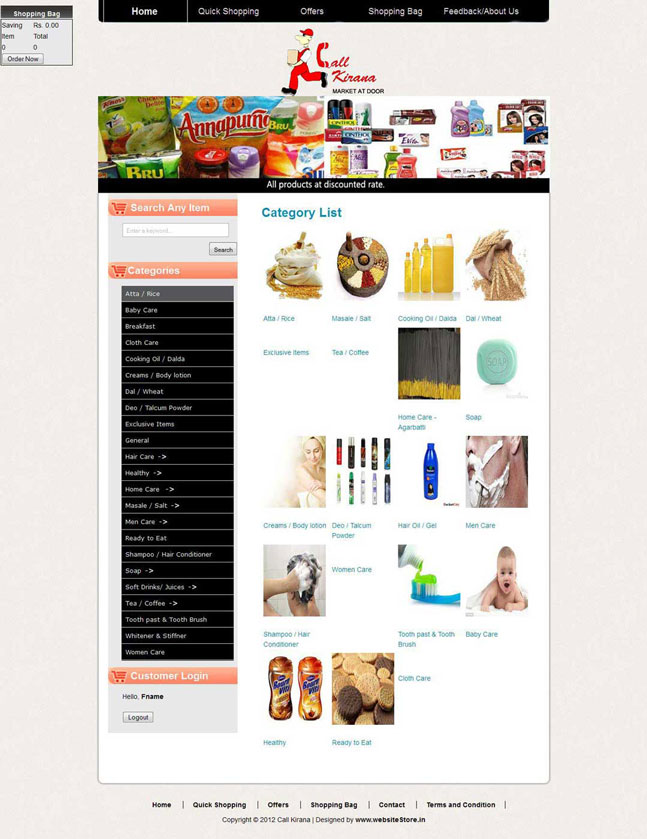 Shopping Bag
Saving Rs. 0.00
Item Total
0 0
Order Now
Home Quick Shopping Offers Shopping Bag Feedback/About Us
Call
Kirana
MARKET AT DOOR
Annapurna
BRU
BRU
All products at discounted rate.
Search Any Item
Enter a keyword...
Search
Categories
Atta / Rice
Baby Care
Breakfast
Cloth Care
Cooking Oil / Dalda
Creams / Body lotion
Dal / Wheat
Deo / Talcum Powder
Exclusive Items
General
Hair Care ->
Healthy ->
Home Care ->
Masale / Salt ->
Men Care ->
Ready to Eat
Shampoo / Hair Conditioner
Soap ->
Soft Drinks/ Juices ->
Tea / Coffee ->
Tooth past & Tooth Brush
Whitener & Stiffner
Women Care
Customer Login
Hello, Fname
Logout
Category List
Atta / Rice Masale / Salt Cooking Oil / Dalda Dal / Wheat
Exclusive Items Tea / Coffee
SOAP
Home Care - Soap
Agarbatti
Creams / Body lotion Deo / Talcum Hair Oil / Gel Men Care
Powder
Women Care
Shampoo / Hair Tooth past & Tooth Baby Care
Conditioner Brush
Cloth Care
Healthy Ready to Eat
Home | Quick Shopping | Offers | Shopping Bag | Contact | Terms and Condition |
Copyright © 2012 Call Kirana | Designed by www.websiteStore.in